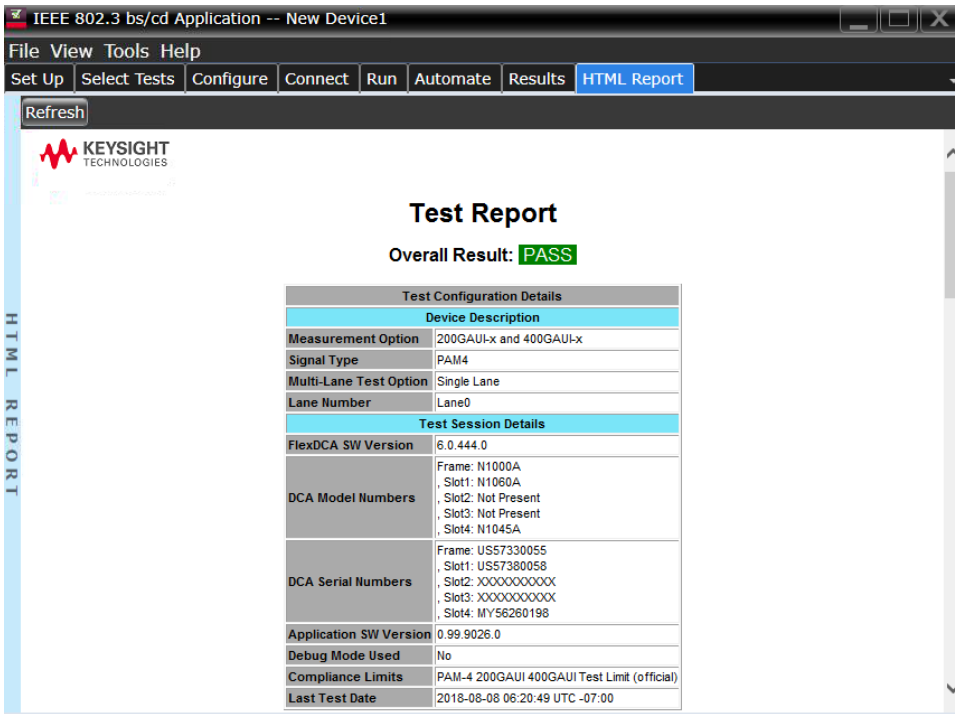 IEEE 802.3 bs/cd Application -- New Device1
File View Tools Help
Set Up Select Tests Configure Connect Run Automate Results HTML Report
Refresh
HTML REPORT
KEYSIGHT
TECHNOLOGIES
Test Report
Overall Result: PASS
Test Configuration Details
Device Description
Measurement Option 200GAUI-x and 400GAUI-x
Signal Type PAM4
Multi-Lane Test Option Single Lane
Lane Number Lane0
Test Session Details
FlexDCA SW Version 6.0.444.0
DCA Model Numbers
Frame: N1000A
, Slot1: N1060A
, Slot2: Not Present
, Slot3: Not Present
, Slot4: N1045A
DCA Serial Numbers
Frame: US57330055
, Slot1: US57380058
, Slot2: XXXXXXXXXX
, Slot3: XXXXXXXXXX
, Slot4: MY56260198
Application SW Version 0.99.9026.0
Debug Mode Used No
Compliance Limits PAM-4 200GAUI 400GAUI Test Limit (official)
Last Test Date 2018-08-08 06:20:49 UTC -07:00